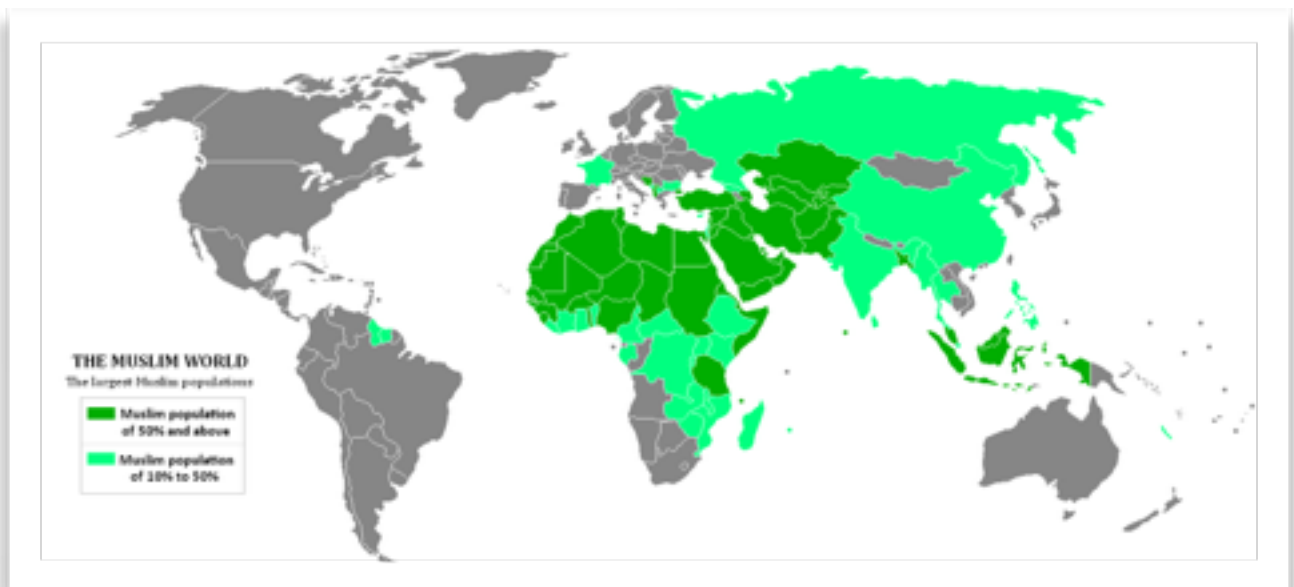 THE MUSLIM WORLD
The largest Muslim populations
Muslim population
of 50% and above
Muslim population
of 10% to 50%